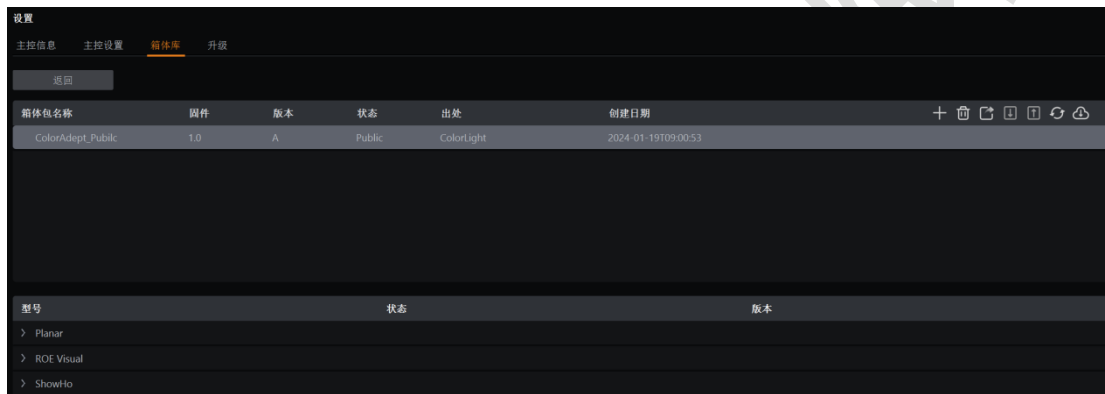 设置
主控信息 主控设置 箱体库 升级
返回
箱体包名称 固件 版本 状态 出处 创建日期
ColorAdept_Pubilc 1.0 A Public ColorLight 2024-01-19T09:00:53
型号 状态 版本
Planar
ROE Visual
ShowHo